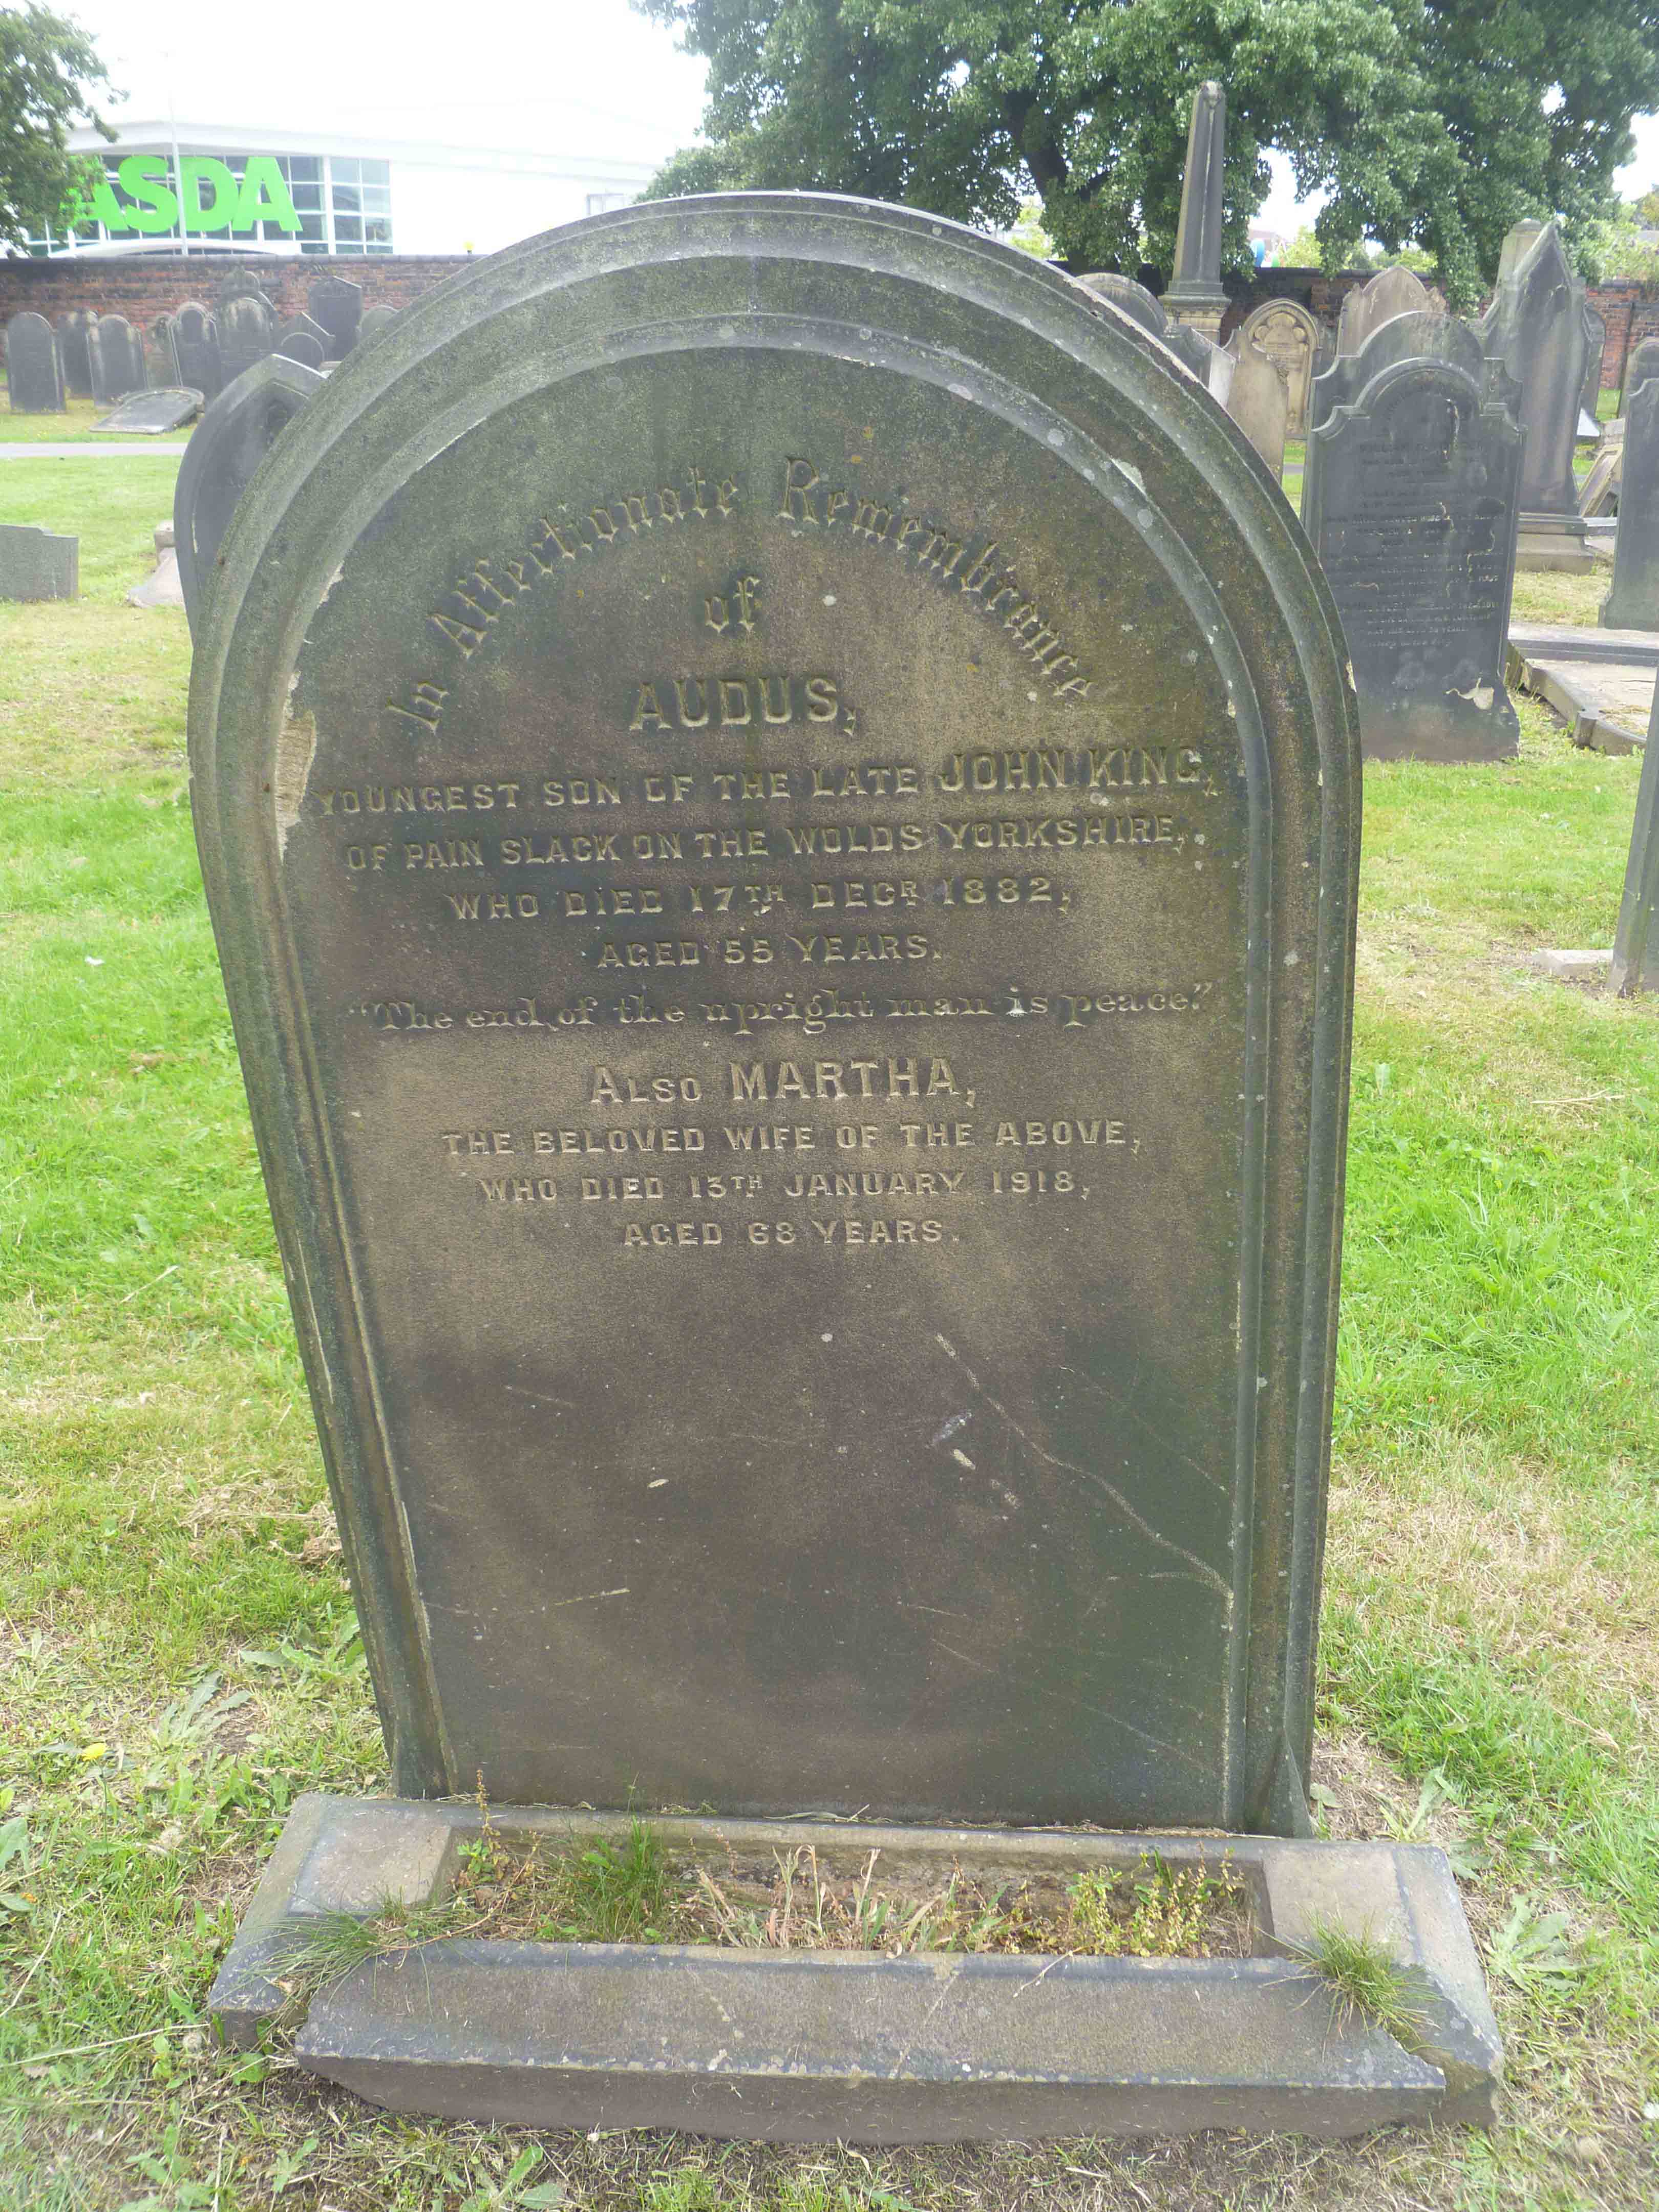 ASDA
In Affectionate Remembrance
of
AUDUS,
YOUNGEST SON OF THE LATE JOHN KING,
OF PAIN SLACK ON THE WOLDS YORKSHIRE,
WHO DIED 17TH DECR 1882,
AGED 55 YEARS.
"The end of the upright man is peace."
ALSO MARTHA,
THE BELOVED WIFE OF THE ABOVE,
WHO DIED 13TH JANUARY 1918,
AGED 68 YEARS.